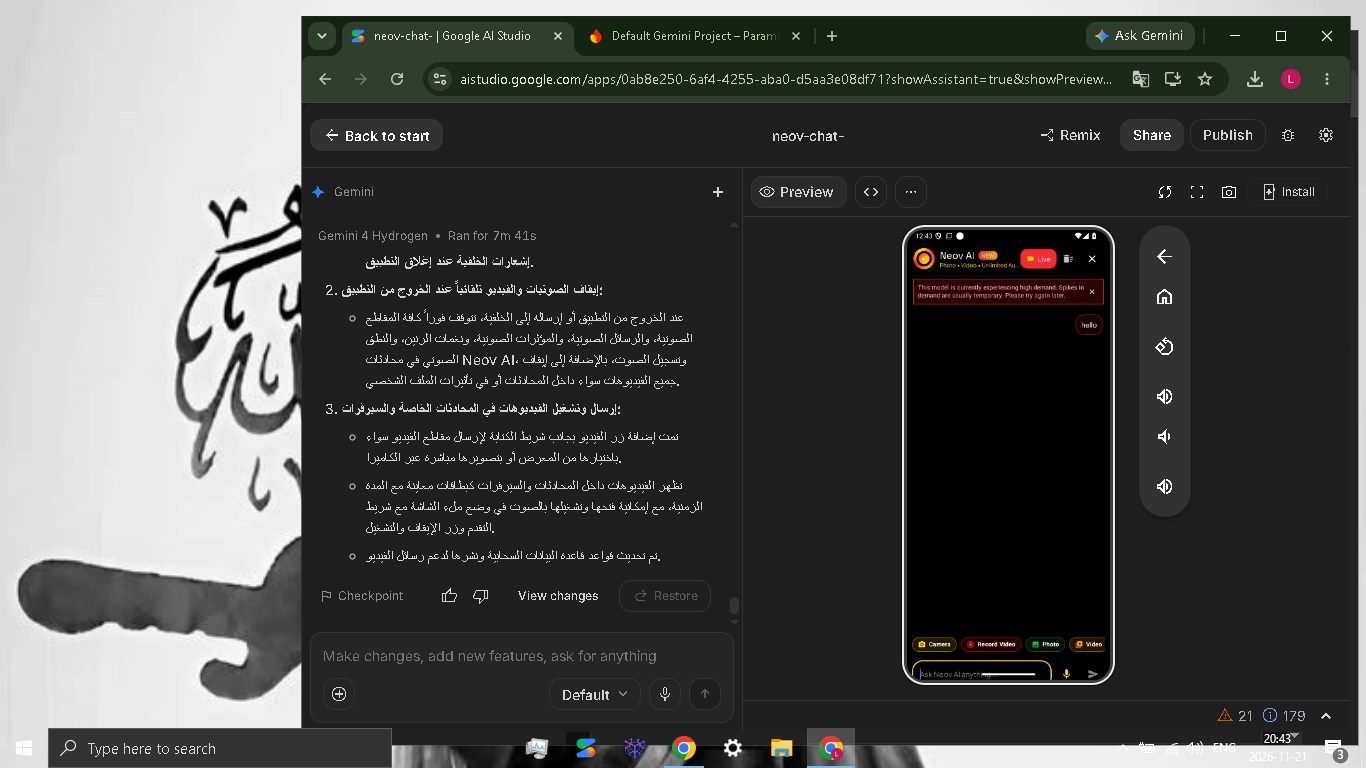 neov-chat- | Google AI Studio
Default Gemini Project – Param
Ask Gemini
aistudio.google.com/apps/0ab8e250-6af4-4255-aba0-d5aa3e08df71?showAssistant=true&showPreview...
L
Back to start
neov-chat-
Remix
Share
Publish
Gemini
Preview
Install
Gemini 4 Hydrogen • Ran for 7m 41s
إشعارات الخلفية عند إغلاق التطبيق.
2. إيقاف الصوتيات والفيديو تلقائياً عند الخروج من التطبيق:
عند الخروج من التطبيق أو إرساله إلى الخلفية، تتوقف فوراً كافة المقاطع
الصوتية، والرسائل الصوتية، والمؤثرات الصوتية، ونغمات الرنين، والنطق
الصوتي في محادثات Neov AI، وتسجيل الصوت، بالإضافة إلى إيقاف
جميع الفيديوهات سواء داخل المحادثات أو في تأثيرات الملف الشخصي.
3. إرسال وتشغيل الفيديوهات في المحادثات الخاصة والسيرفرات:
تمت إضافة زر الفيديو بجانب شريط الكتابة لإرسال مقاطع الفيديو سواء
باختيارها من المعرض أو بتصويرها مباشرة عبر الكاميرا.
تظهر الفيديوهات داخل المحادثات والسيرفرات كبطاقات معاينة مع المدة
الزمنية، مع إمكانية فتحها وتشغيلها بالصوت في وضع ملء الشاشة مع شريط
التقدم وزر الإيقاف والتشغيل.
تم تحديث قواعد قاعدة البيانات السحابية ونشرها لدعم رسائل الفيديو.
Checkpoint
View changes
Restore
Make changes, add new features, ask for anything
Default
12:43
Neov AI NEW
Live
Photo • Video • Unlimited Au..
This model is currently experiencing high demand. Spikes in
demand are usually temporary. Please try again later.
hello
Camera
Record Video
Photo
Video
Ask Neov AI anything...
21
179
Type here to search
ENG
20:43
2026-11-21
3